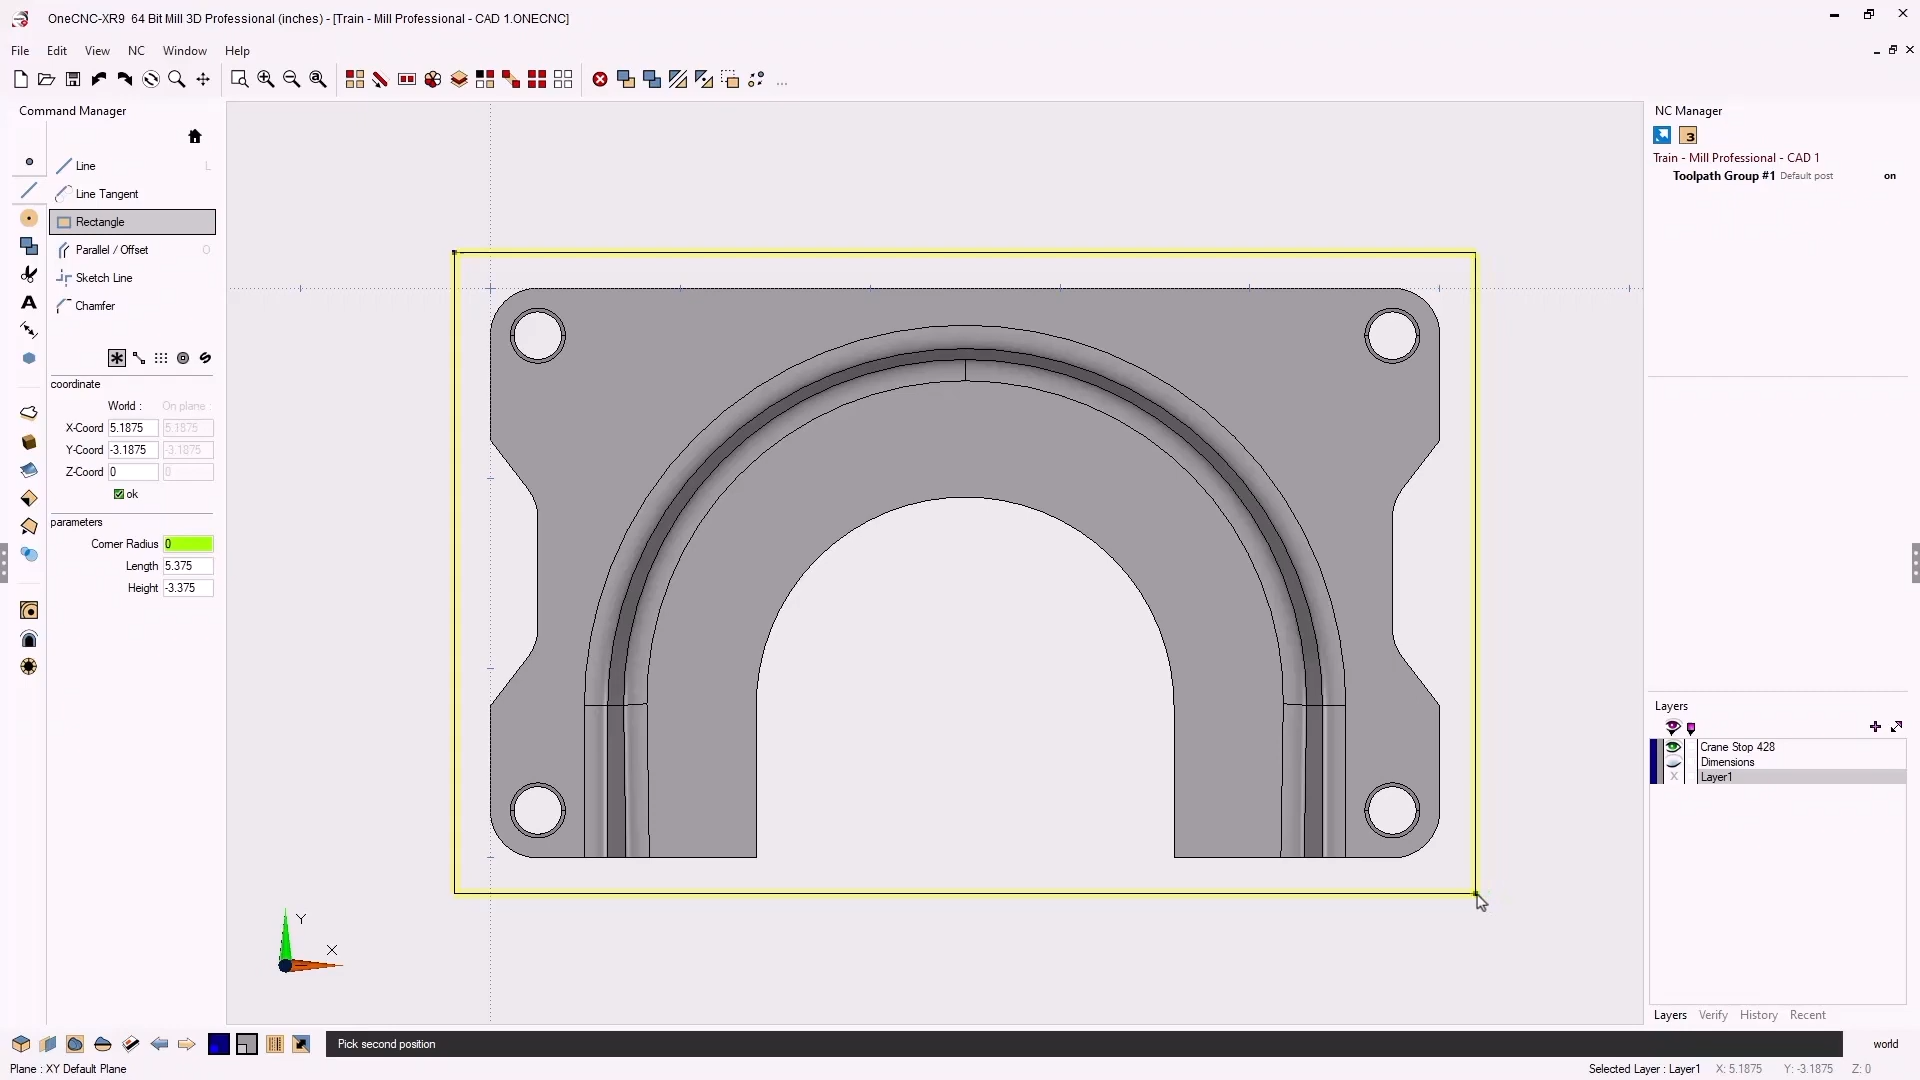 OneCNC-XR9 64 Bit Mill 3D Professional (inches) - [Train - Mill Professional - CAD 1.ONECNC]
File Edit View NC Window Help
Command Manager
Line L
Line Tangent
Rectangle
Parallel / Offset O
Sketch Line
Chamfer
coordinate
World : On plane :
X-Coord 5.1875 5.1875
Y-Coord -3.1875 -3.1875
Z-Coord 0 0
ok
parameters
Corner Radius 0
Length 5.375
Height -3.375
Y
X
NC Manager
3
Train - Mill Professional - CAD 1
Toolpath Group #1 Default post on
Layers
Crane Stop 428
Dimensions
X Layer1
Layers Verify History Recent
Pick second position
world
Plane : XY Default Plane
Selected Layer : Layer1 X: 5.1875 Y: -3.1875 Z: 0